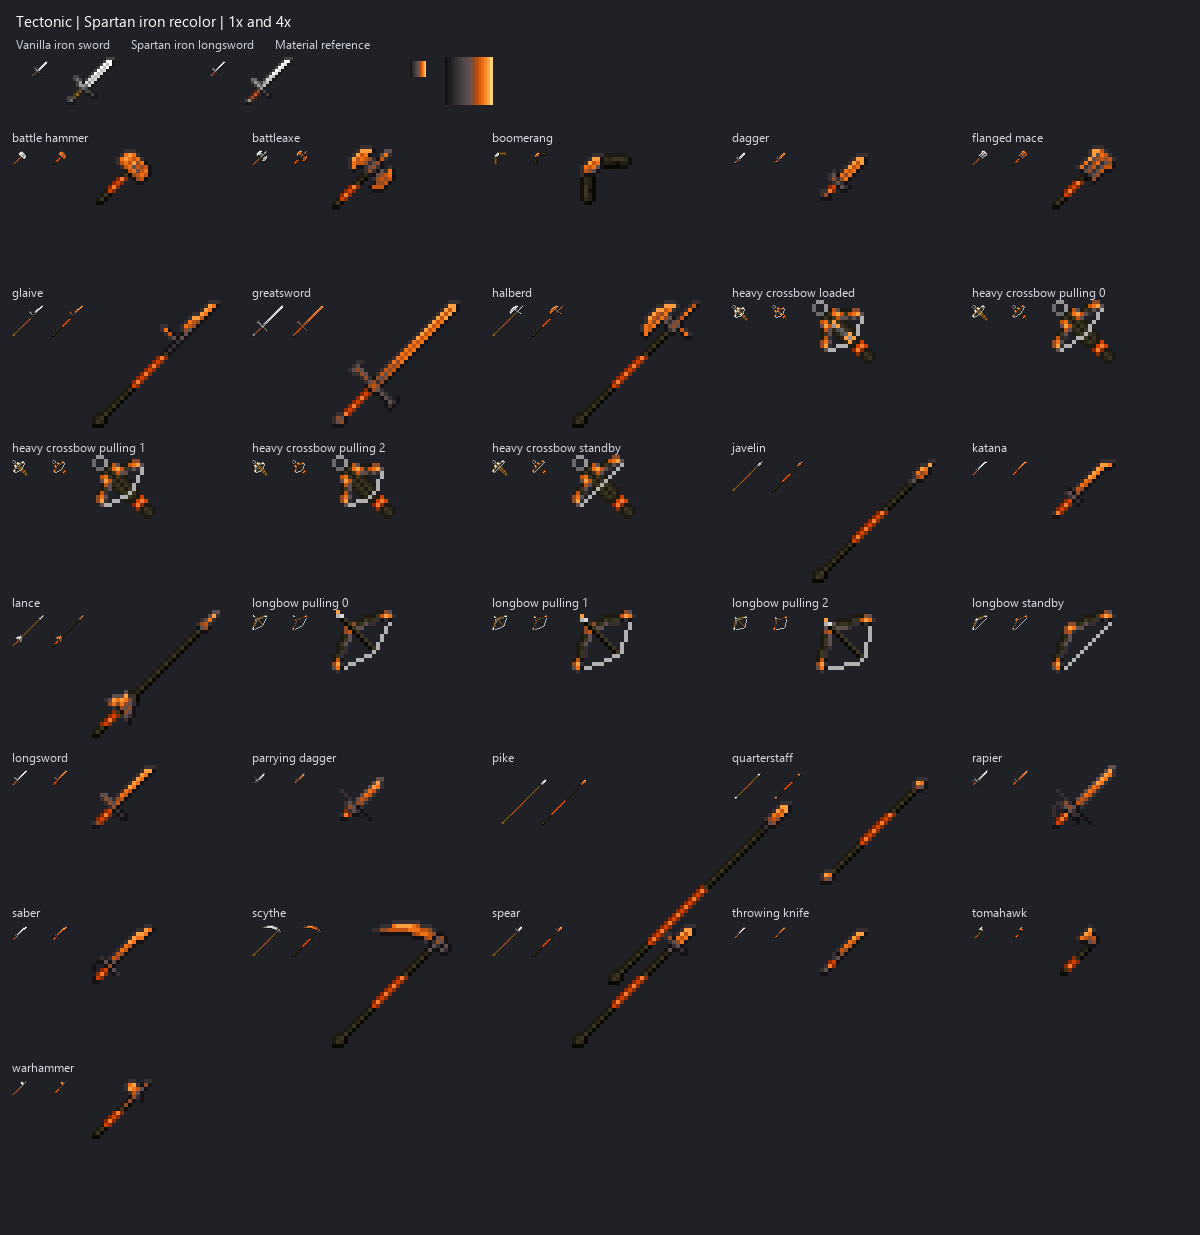 Tectonic | Spartan iron recolor | 1x and 4x
Vanilla iron sword Spartan iron longsword Material reference
battle hammer battleaxe boomerang dagger flanged mace
glaive greatsword halberd heavy crossbow loaded heavy crossbow pulling 0
heavy crossbow pulling 1 heavy crossbow pulling 2 heavy crossbow standby javelin katana
lance longbow pulling 0 longbow pulling 1 longbow pulling 2 longbow standby
longsword parrying dagger pike quarterstaff rapier
saber scythe spear throwing knife tomahawk
warhammer